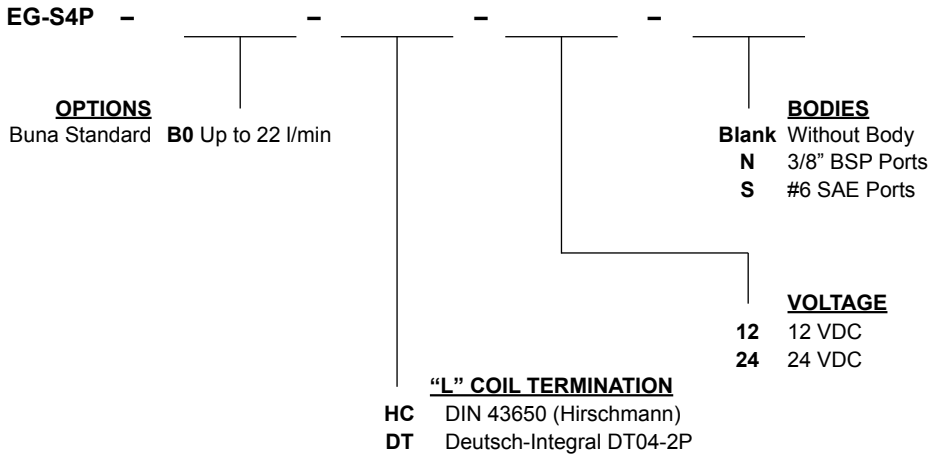 EG-S4P – – – –
OPTIONS
Buna Standard B0 Up to 22 l/min
BODIES
Blank Without Body
N 3/8” BSP Ports
S #6 SAE Ports
VOLTAGE
12 12 VDC
24 24 VDC
“L” COIL TERMINATION
HC DIN 43650 (Hirschmann)
DT Deutsch-Integral DT04-2P